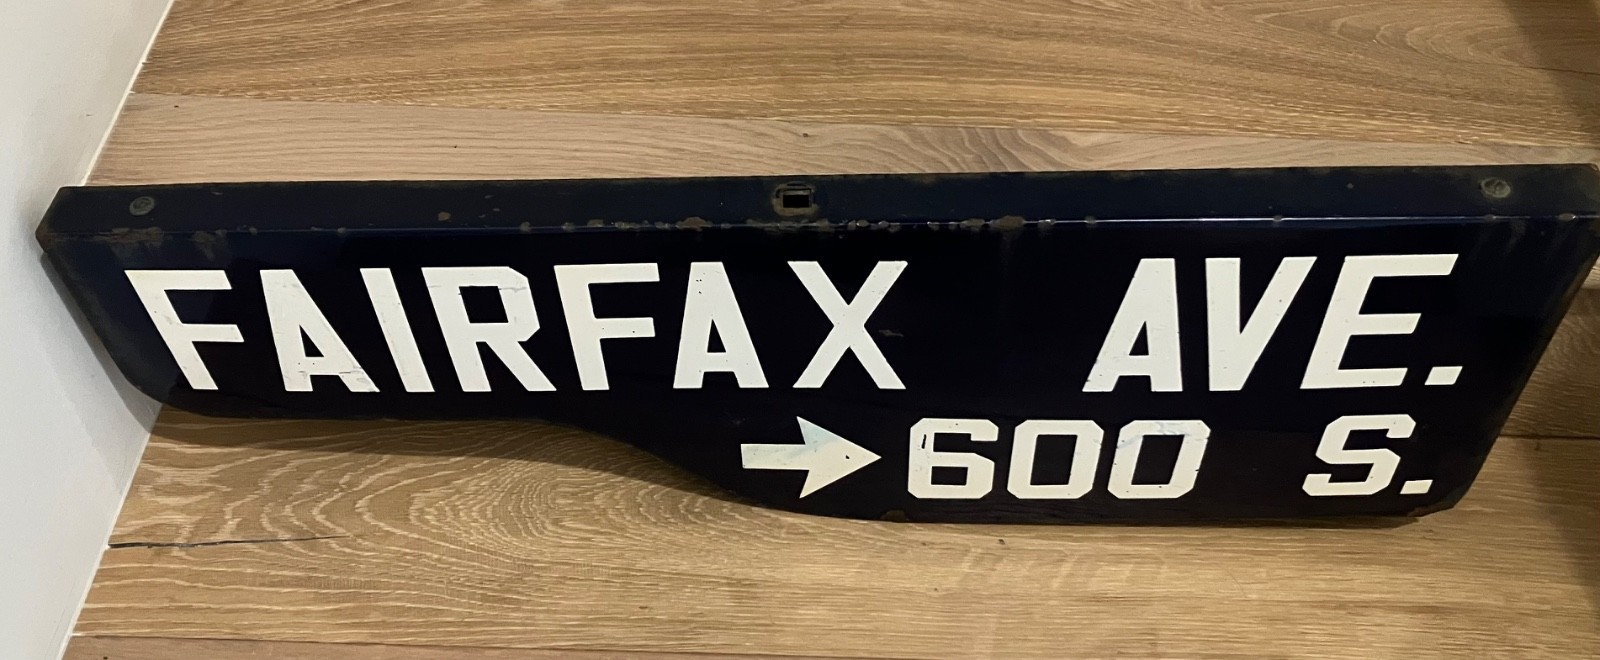 FAIRFAX AVE.
→ 600 S.